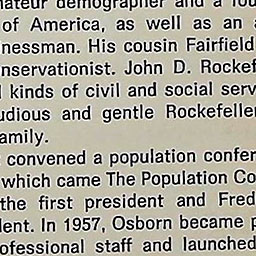 ateur demographer and a fou
of America, as well as an a
nessman. His cousin Fairfield
nservationist. John D. Rockef
kinds of civil and social serv
udious and gentle Rockefeller
amily.
convened a population confer
which came The Population Co
the first president and Fred
dent. In 1957, Osborn became p
ofessional staff and launched